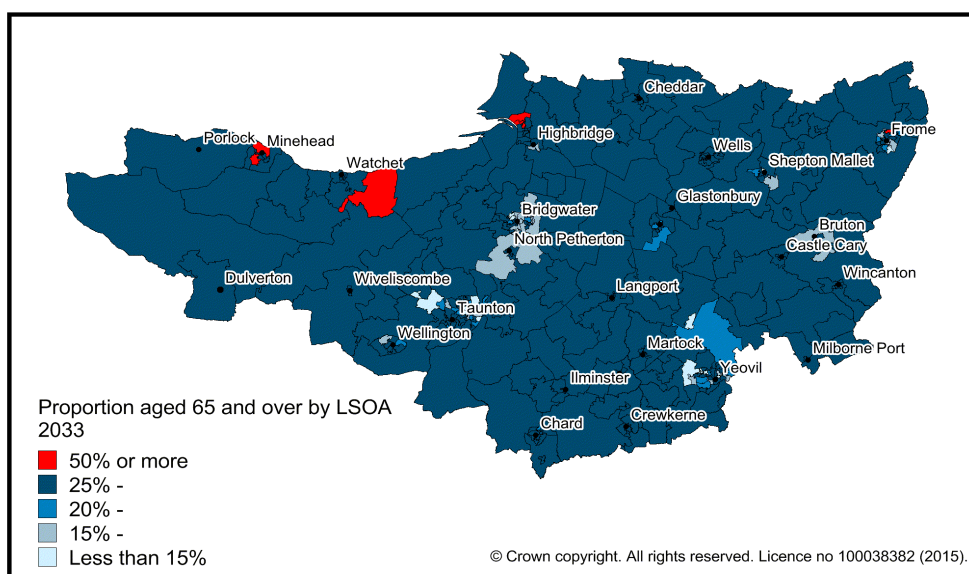 Cheddar
Highbridge
Frome
Porlock
Minehead
Wells
Watchet
Shepton Mallet
Glastonbury
Bridgwater
Bruton
North Petherton
Castle Cary
Dulverton
Wiveliscombe
Wincanton
Langport
Taunton
Wellington
Martock
Milborne Port
Yeovil
Ilminster
Crewkerne
Chard
Proportion aged 65 and over by LSOA
2033
50% or more
25% -
20% -
15% -
Less than 15%
© Crown copyright. All rights reserved. Licence no 100038382 (2015).